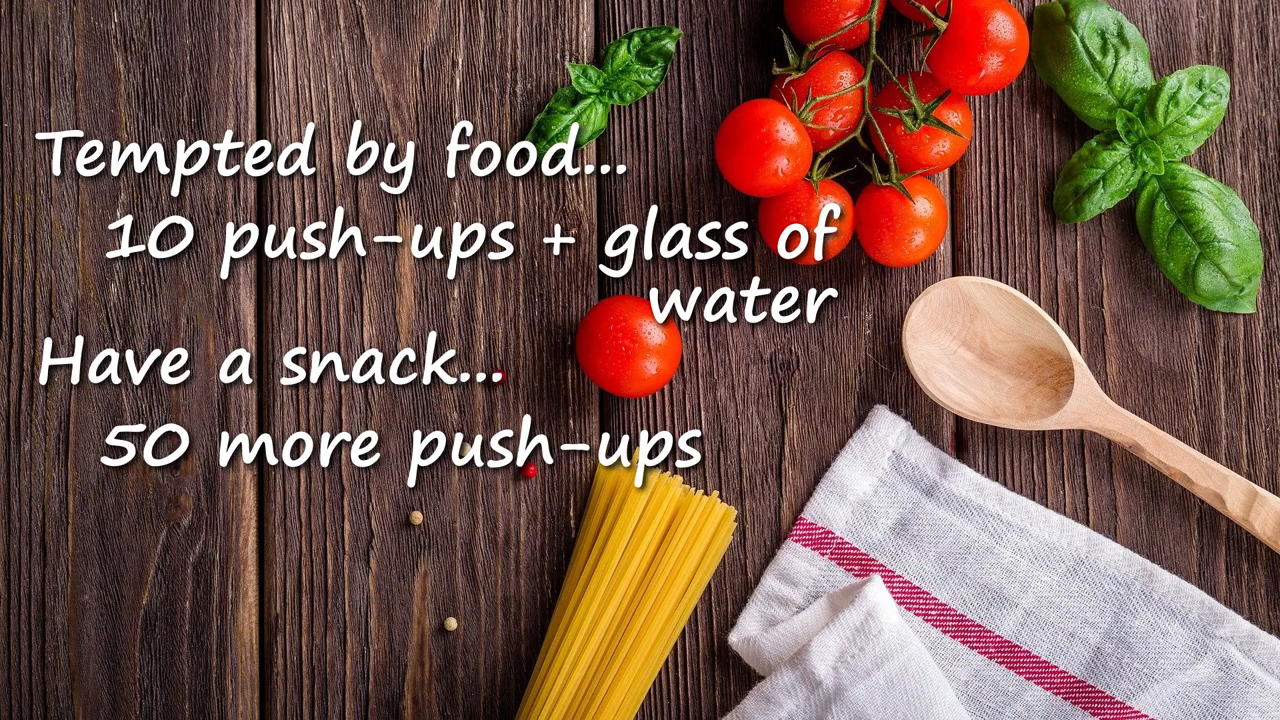 Tempted by food...
10 push-ups + glass of
water
Have a snack...
50 more push-ups